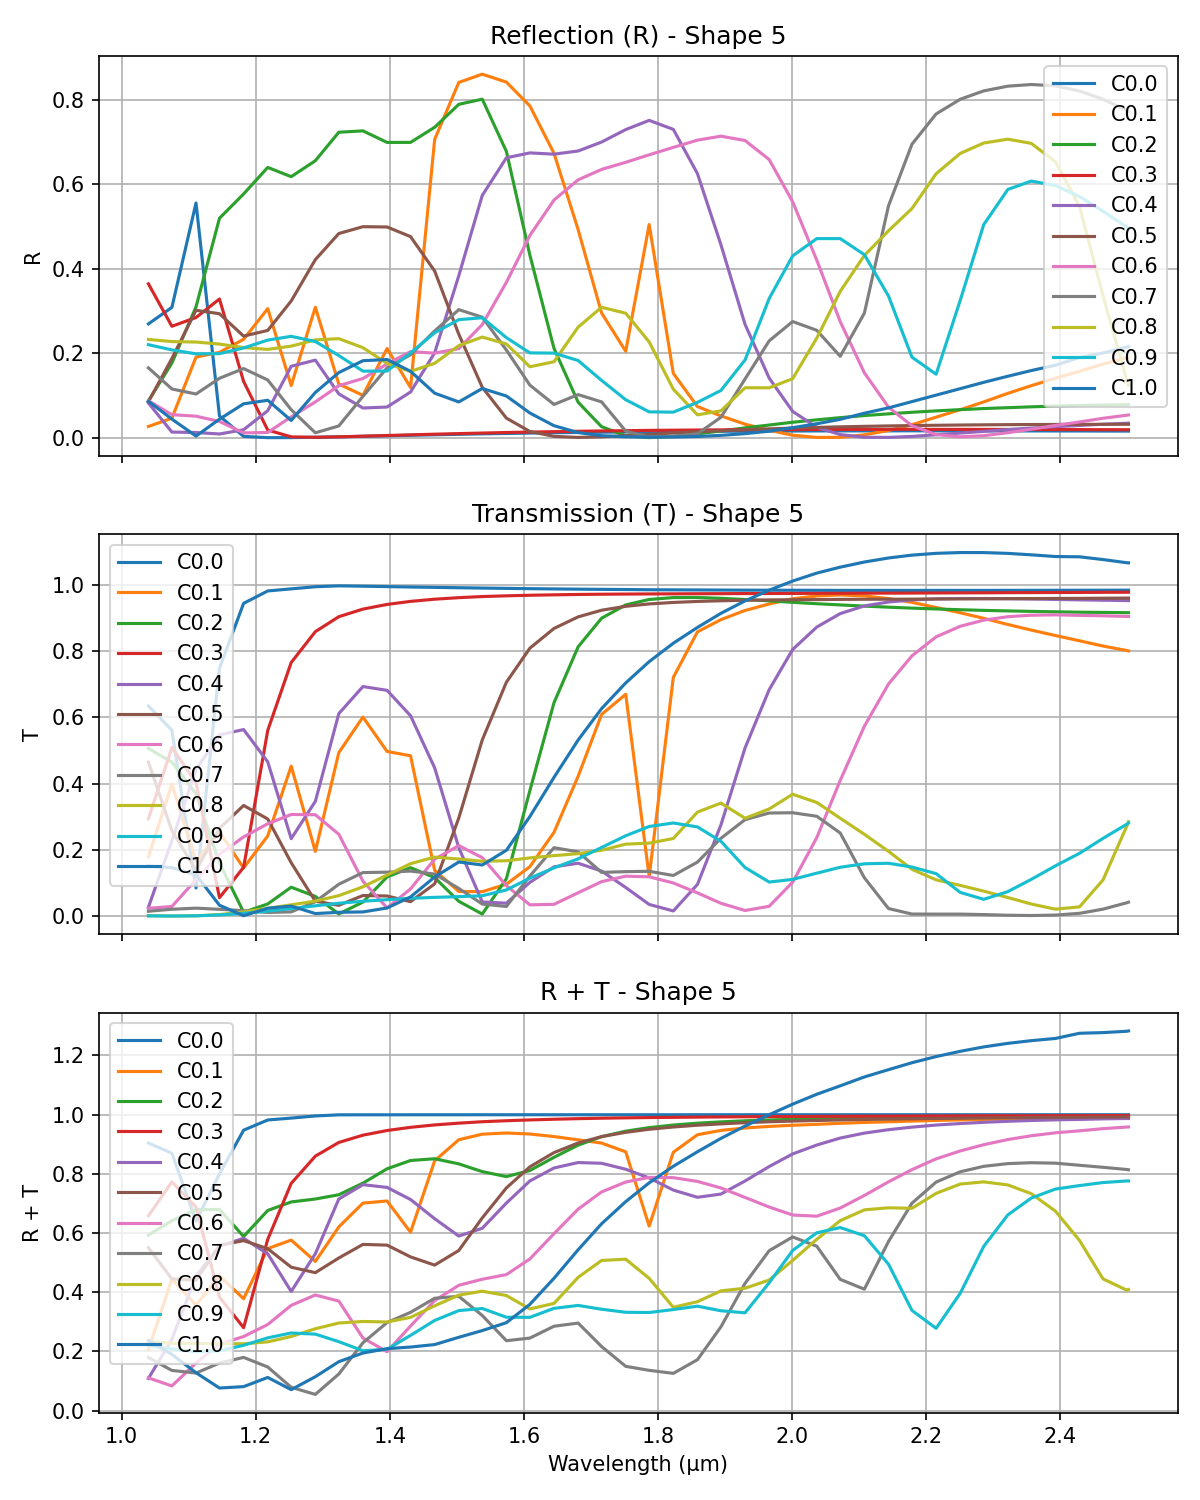 Reflection (R) - Shape 5
R
0.8
0.6
0.4
0.2
0.0
C0.0
C0.1
C0.2
C0.3
C0.4
C0.5
C0.6
C0.7
C0.8
C0.9
C1.0
Transmission (T) - Shape 5
T
1.0
0.8
0.6
0.4
0.2
0.0
C0.0
C0.1
C0.2
C0.3
C0.4
C0.5
C0.6
C0.7
C0.8
C0.9
C1.0
R + T - Shape 5
R + T
1.2
1.0
0.8
0.6
0.4
0.2
0.0
C0.0
C0.1
C0.2
C0.3
C0.4
C0.5
C0.6
C0.7
C0.8
C0.9
C1.0
1.0 1.2 1.4 1.6 1.8 2.0 2.2 2.4
Wavelength (μm)